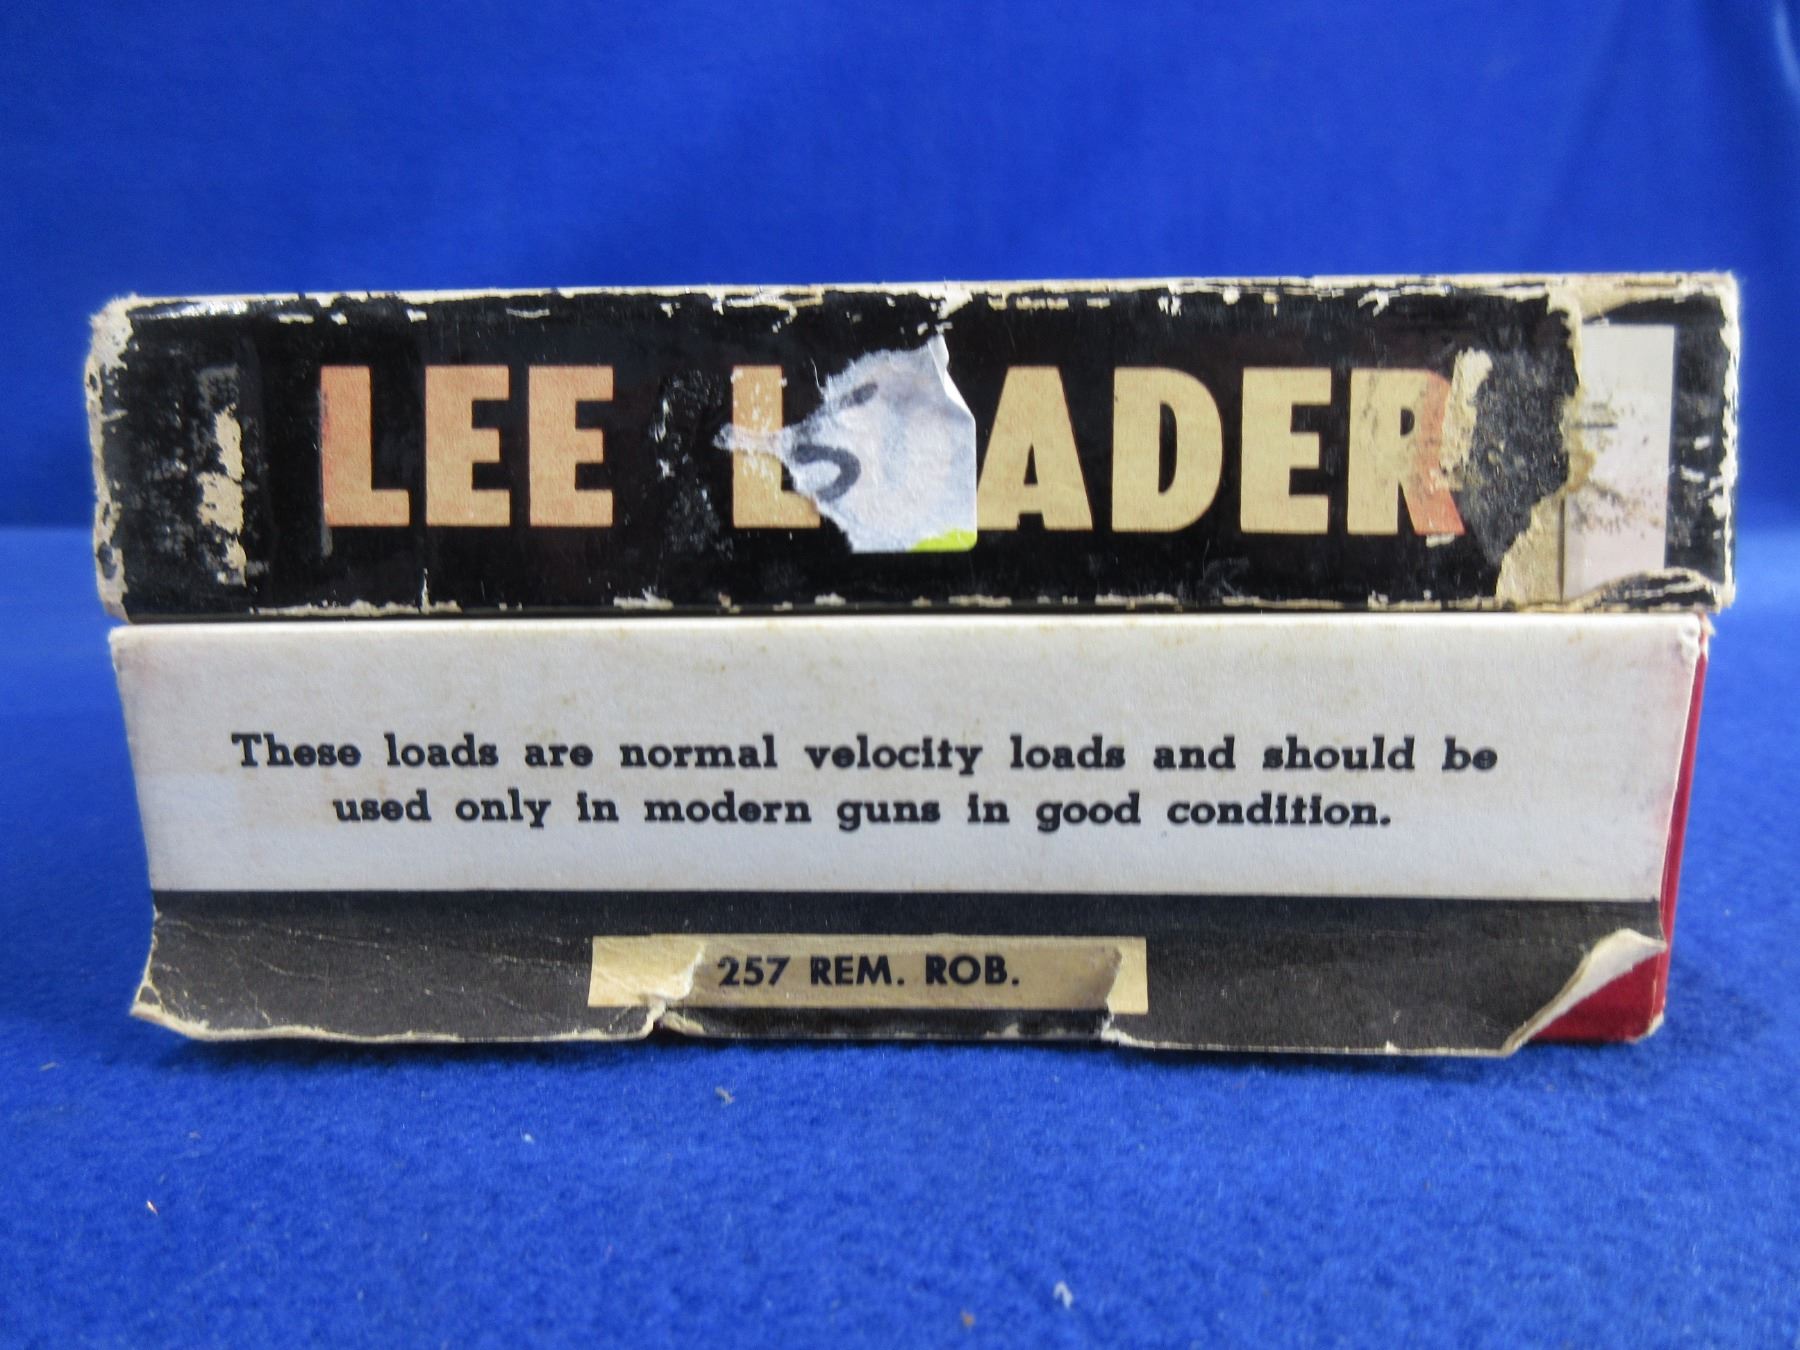 LEE LOADER
These loads are normal velocity loads and should be
used only in modern guns in good condition.
257 REM. ROB.